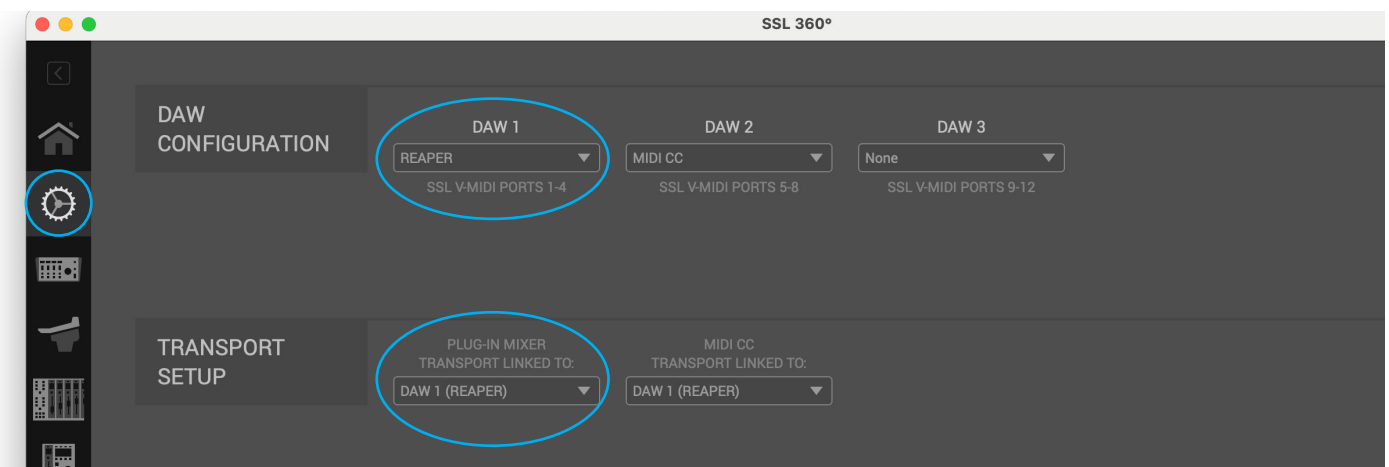 SSL 360°
DAW
CONFIGURATION
DAW 1
DAW 2
DAW 3
REAPER
MIDI CC
None
SSL V-MIDI PORTS 1-4
SSL V-MIDI PORTS 5-8
SSL V-MIDI PORTS 9-12
TRANSPORT
SETUP
PLUG-IN MIXER
TRANSPORT LINKED TO:
DAW 1 (REAPER)
MIDI CC
TRANSPORT LINKED TO:
DAW 1 (REAPER)